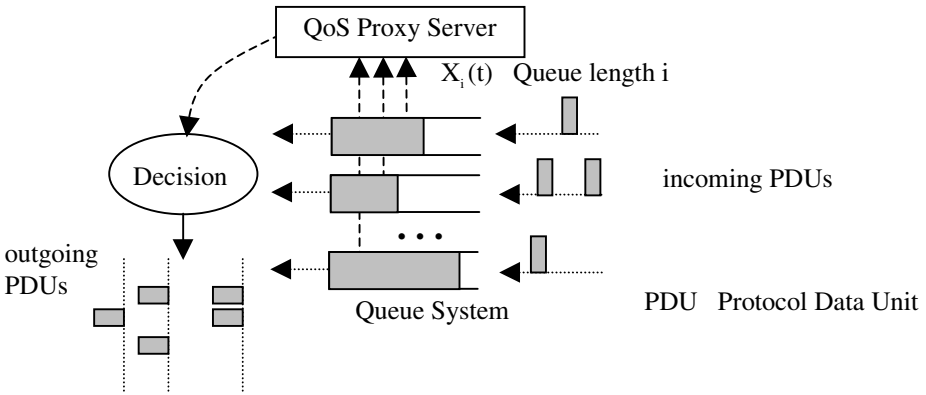 QoS Proxy Server
X_i(t) Queue length i
Decision
incoming PDUs
outgoing
PDUs
• • •
Queue System
PDU Protocol Data Unit